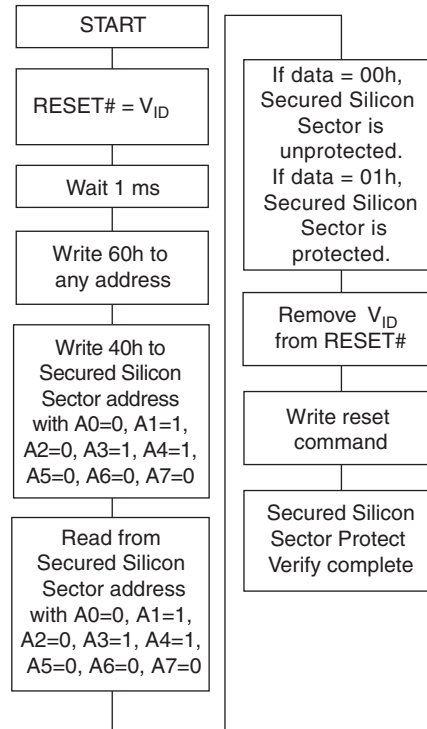 START
RESET# = VID
Wait 1 ms
Write 60h to
any address
Write 40h to
Secured Silicon
Sector address
with A0=0, A1=1,
A2=0, A3=1, A4=1,
A5=0, A6=0, A7=0
Read from
Secured Silicon
Sector address
with A0=0, A1=1,
A2=0, A3=1, A4=1,
A5=0, A6=0, A7=0
If data = 00h,
Secured Silicon
Sector is
unprotected.
If data = 01h,
Secured Silicon
Sector is
protected.
Remove VID
from RESET#
Write reset
command
Secured Silicon
Sector Protect
Verify complete